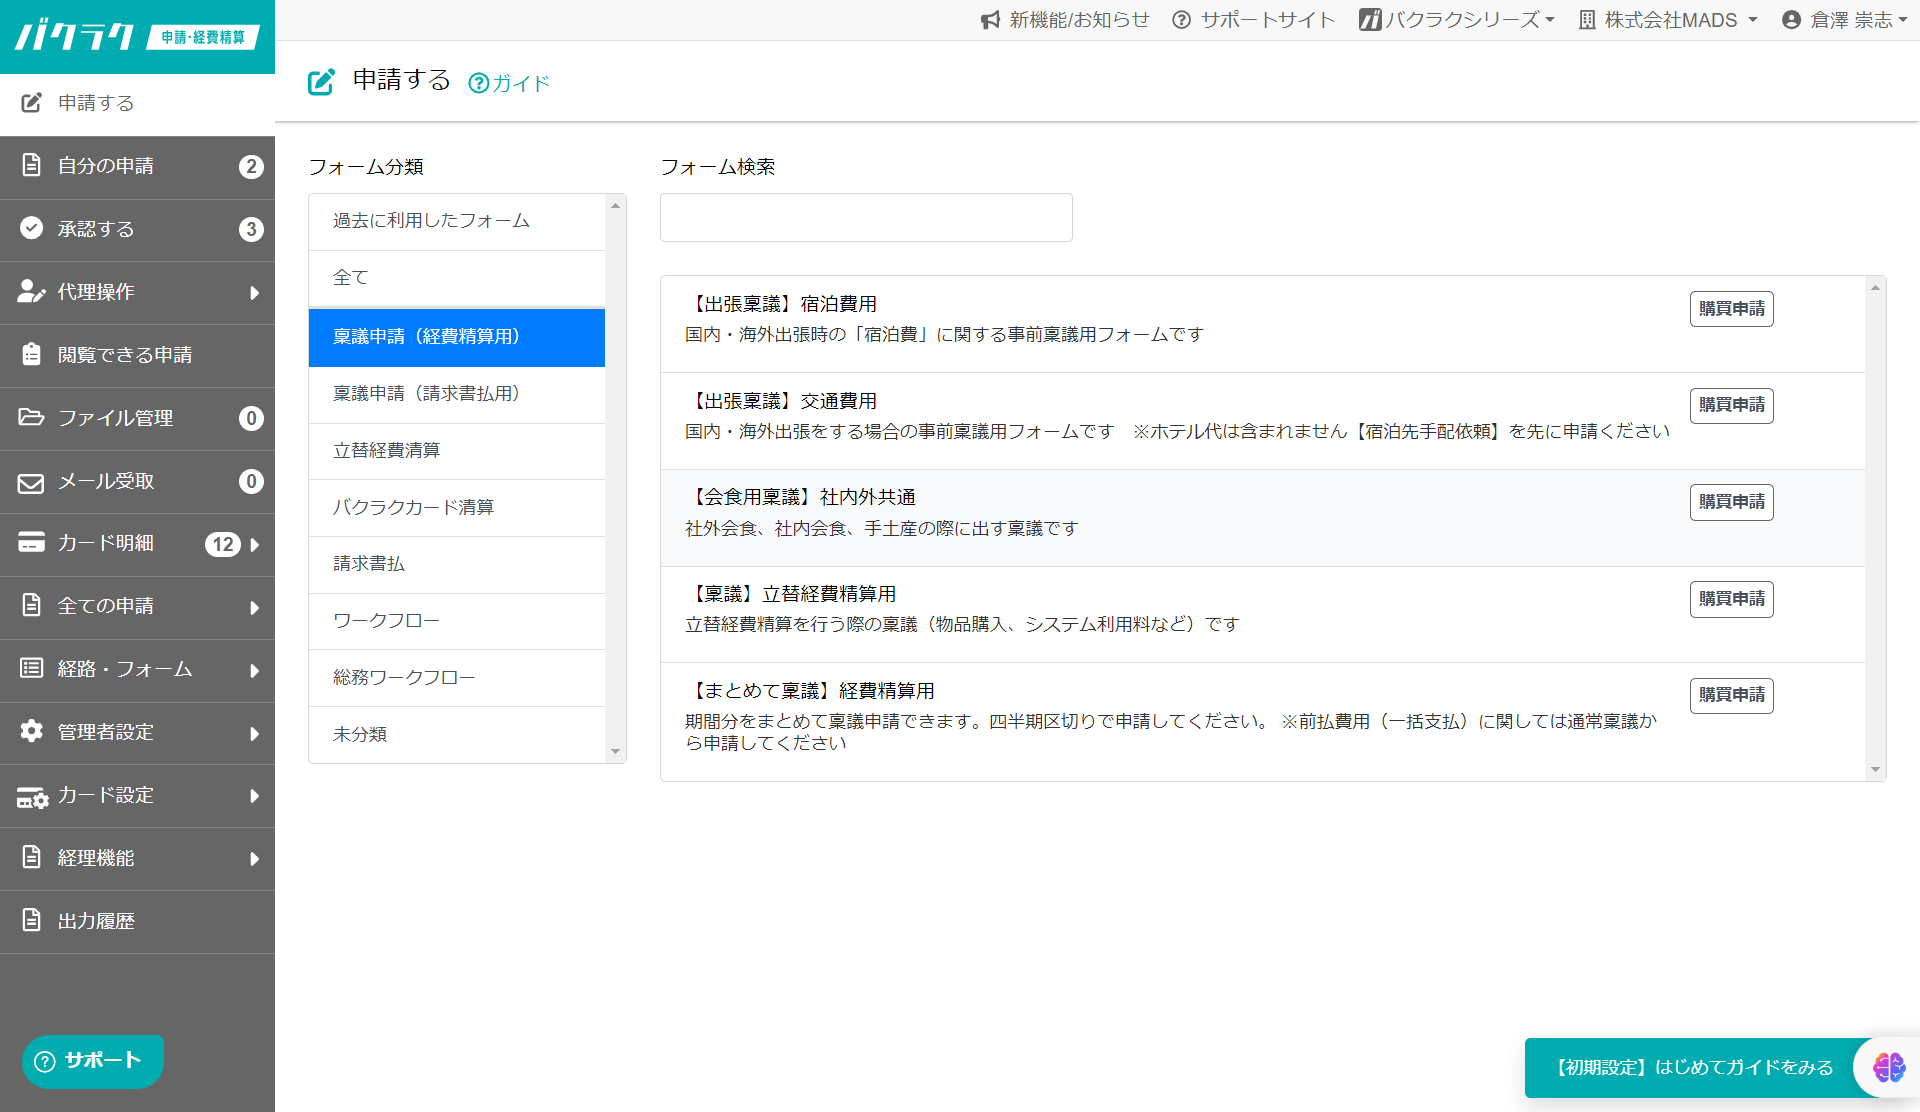 バクラク 申請・経費精算
新機能/お知らせ サポートサイト バクラクシリーズ 株式会社MADS 倉澤 崇志
申請する
自分の申請 2
承認する 3
代理操作
閲覧できる申請
ファイル管理 0
メール受取 0
カード明細 12
全ての申請
経路・フォーム
管理者設定
カード設定
経理機能
出力履歴
サポート
申請する ガイド
フォーム分類
過去に利用したフォーム
全て
稟議申請（経費精算用）
稟議申請（請求書払用）
立替経費清算
バクラクカード清算
請求書払
ワークフロー
総務ワークフロー
未分類
フォーム検索
【出張稟議】宿泊費用 購買申請
国内・海外出張時の「宿泊費」に関する事前稟議用フォームです
【出張稟議】交通費用 購買申請
国内・海外出張をする場合の事前稟議用フォームです　※ホテル代は含まれません【宿泊先手配依頼】を先に申請ください
【会食用稟議】社内外共通 購買申請
社外会食、社内会食、手土産の際に出す稟議です
【稟議】立替経費精算用 購買申請
立替経費精算を行う際の稟議（物品購入、システム利用料など）です
【まとめて稟議】経費精算用 購買申請
期間分をまとめて稟議申請できます。四半期区切りで申請してください。 ※前払費用（一括支払）に関しては通常稟議か
ら申請してください
【初期設定】はじめてガイドをみる